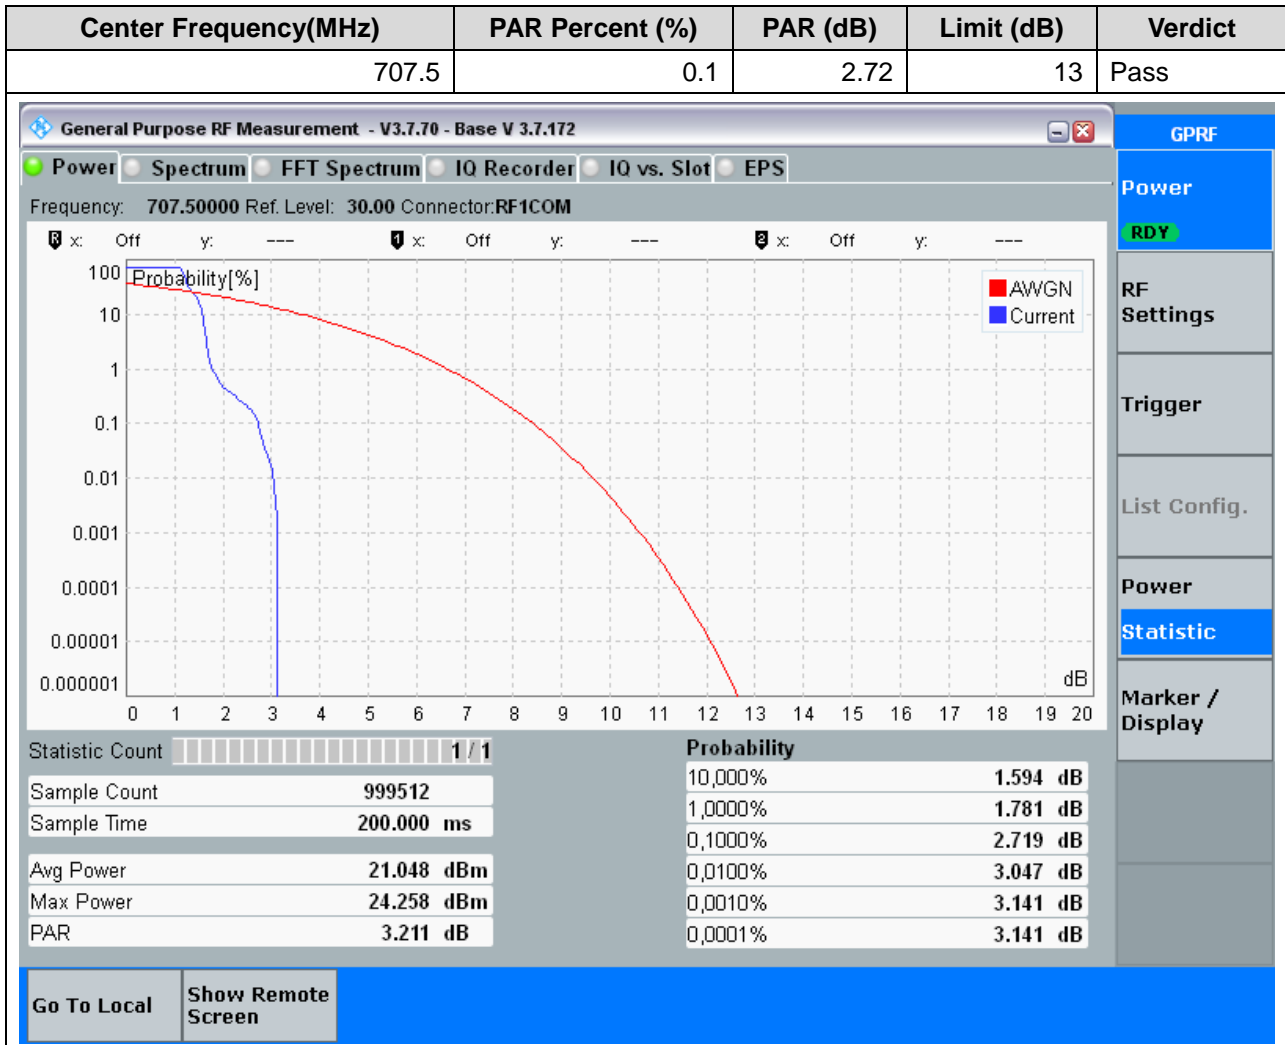 Center Frequency(MHz) PAR Percent (%) PAR (dB) Limit (dB) Verdict
707.5 0.1 2.72 13 Pass
General Purpose RF Measurement - V3.7.70 - Base V 3.7.172
GPRF
Power Spectrum FFT Spectrum IQ Recorder IQ vs. Slot EPS
Frequency: 707.50000 Ref. Level: 30.00 Connector:RF1COM
R x: Off y: --- 1 x: Off y: --- 2 x: Off y: ---
Probability[%]
AWGN
Current
100
10
1
0.1
0.01
0.001
0.0001
0.00001
0.000001
dB
0 1 2 3 4 5 6 7 8 9 10 11 12 13 14 15 16 17 18 19 20
Statistic Count 1 / 1
Sample Count 999512
Sample Time 200.000 ms
Avg Power 21.048 dBm
Max Power 24.258 dBm
PAR 3.211 dB
Probability
10,000% 1.594 dB
1,0000% 1.781 dB
0,1000% 2.719 dB
0,0100% 3.047 dB
0,0010% 3.141 dB
0,0001% 3.141 dB
Power
RDY
RF
Settings
Trigger
List Config.
Power
Statistic
Marker /
Display
Go To Local
Show Remote
Screen